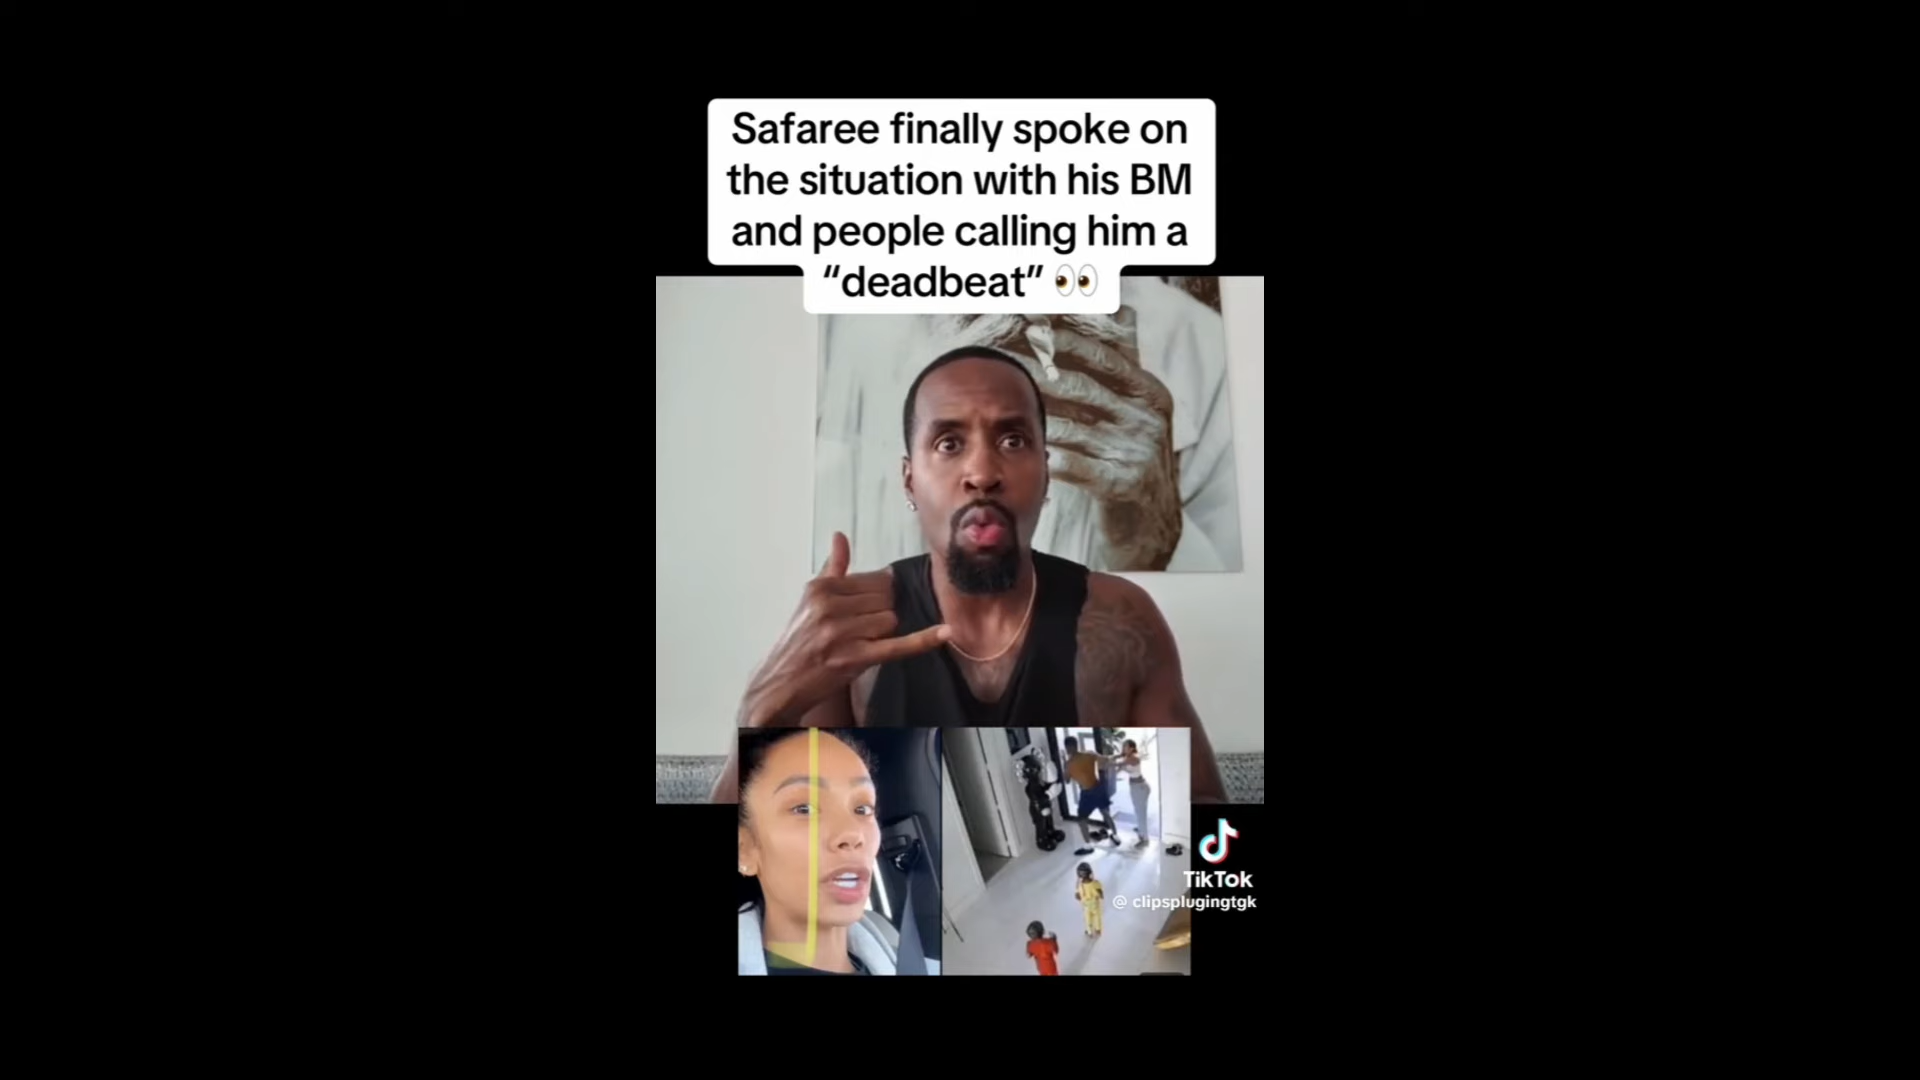 Safaree finally spoke on
the situation with his BM
and people calling him a
“deadbeat” 👀
TikTok
@ clipsplugingtgk